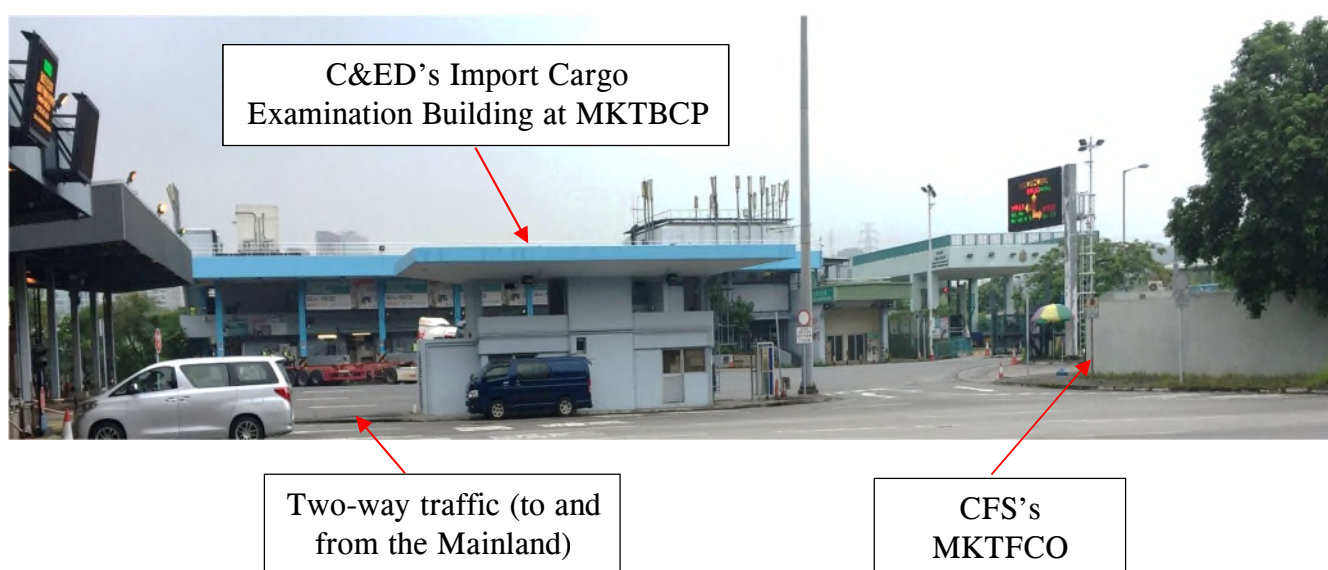 C&ED's Import Cargo
Examination Building at MKTBCP
Two-way traffic (to and
from the Mainland)
CFS's
MKTFCO